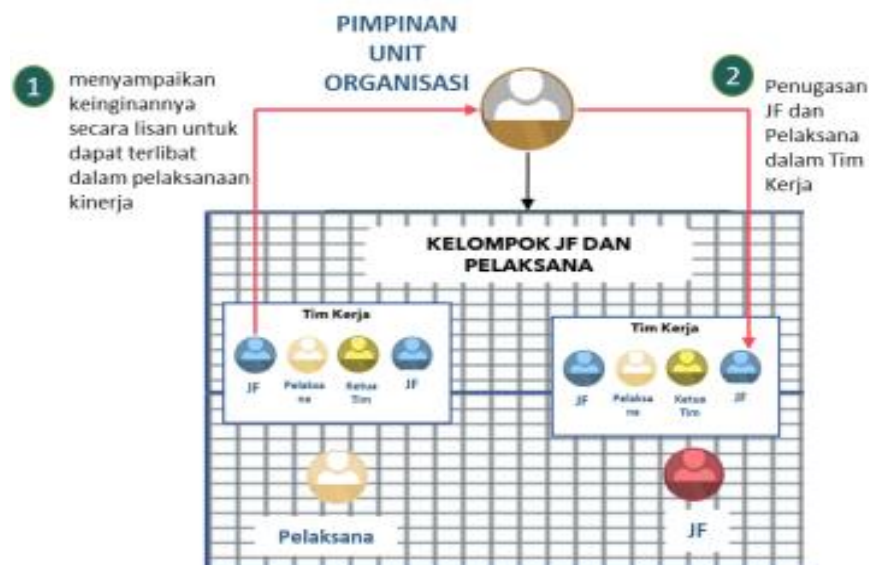 PIMPINAN
UNIT
ORGANISASI
1
menyampaikan
keinginannya
secara lisan untuk
dapat terlibat
dalam pelaksanaan
kinerja
2
Penugasan
JF dan
Pelaksana
dalam Tim
Kerja
KELOMPOK JF DAN
PELAKSANA
Tim Kerja
JF
Pelaksa
na
Ketua
Tim
JF
Tim Kerja
JF
Pelaksa
na
Ketua
Tim
JF
Pelaksana
JF